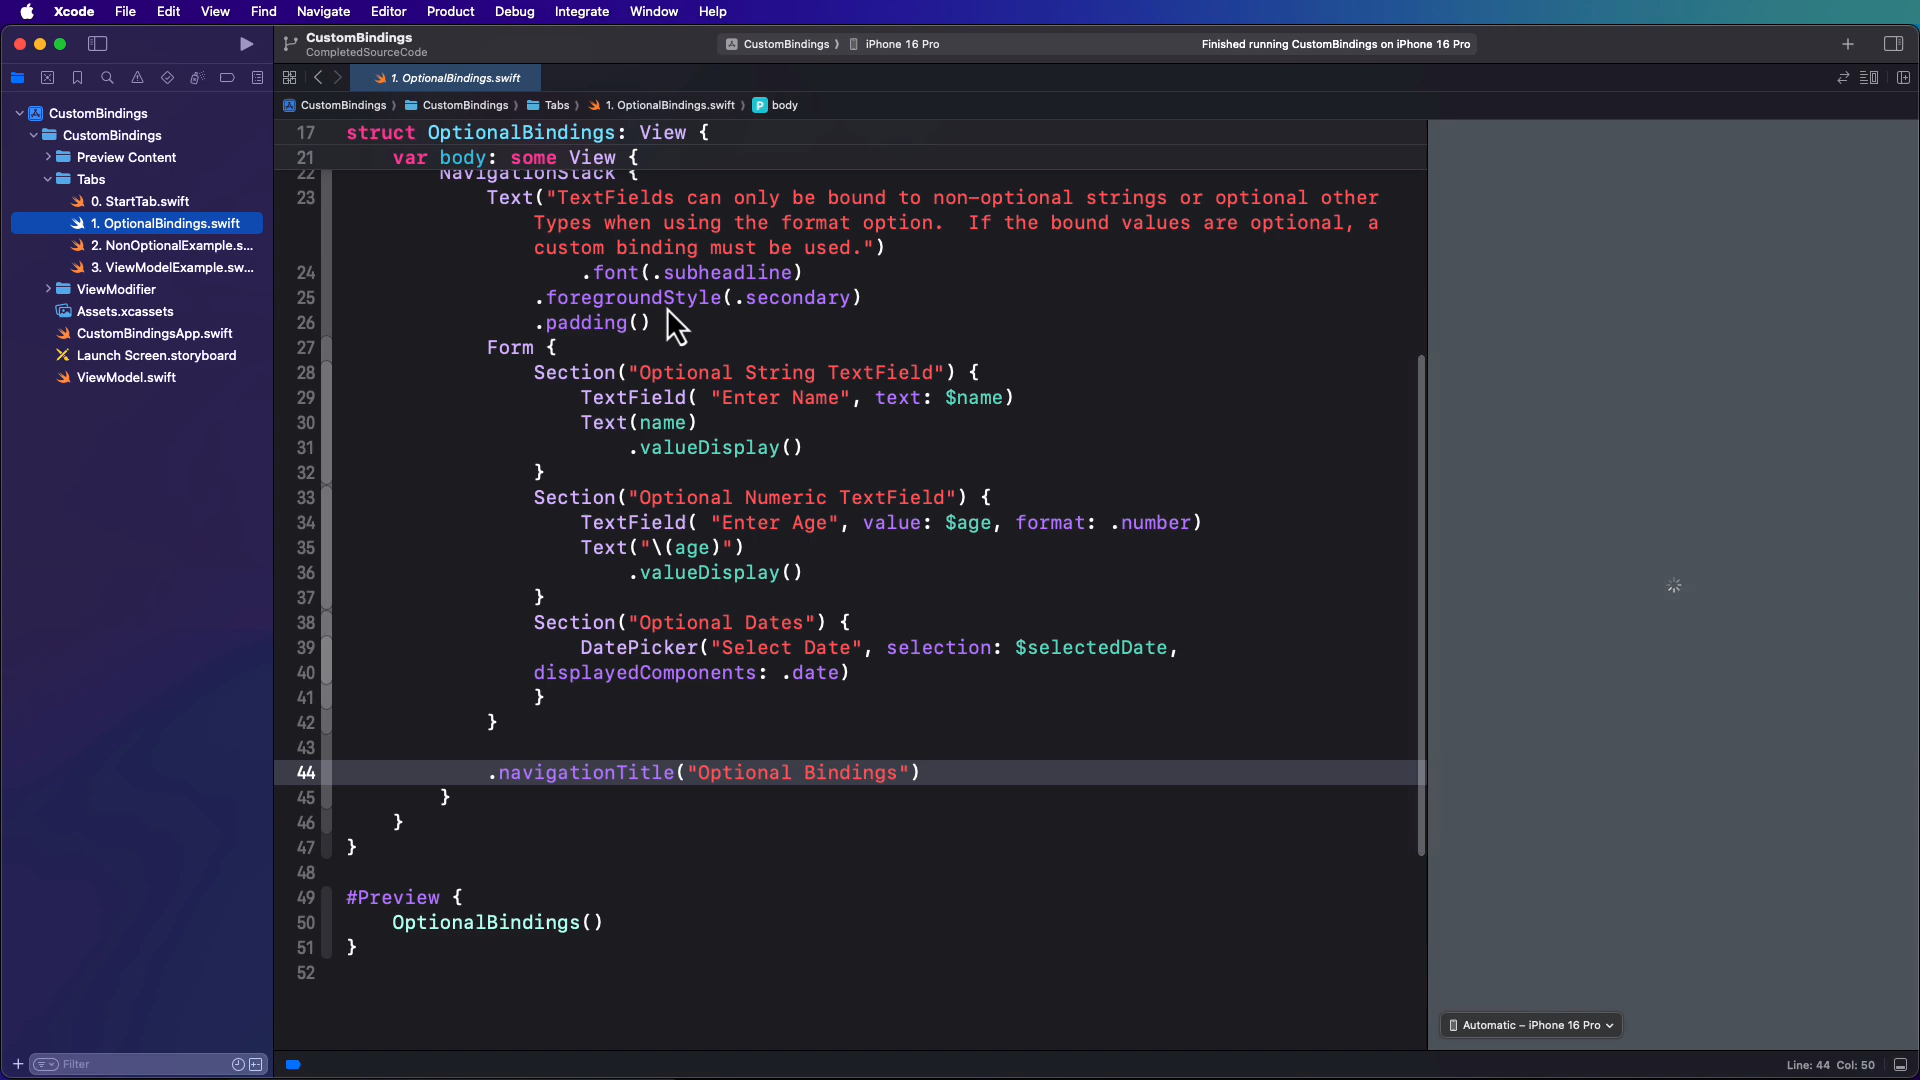 Xcode File Edit View Find Navigate Editor Product Debug Integrate Window Help
CustomBindings
CompletedSourceCode
CustomBindings
iPhone 16 Pro
Finished running CustomBindings on iPhone 16 Pro
1. OptionalBindings.swift
CustomBindings
CustomBindings
Preview Content
Tabs
0. StartTab.swift
1. OptionalBindings.swift
2. NonOptionalExample.s...
3. ViewModelExample.sw...
ViewModifier
Assets.xcassets
CustomBindingsApp.swift
Launch Screen.storyboard
ViewModel.swift
Filter
CustomBindings CustomBindings Tabs 1. OptionalBindings.swift P body
17 struct OptionalBindings: View {
21 var body: some View {
22 NavigationStack {
23 Text("TextFields can only be bound to non-optional strings or optional other
Types when using the format option.  If the bound values are optional, a
custom binding must be used.")
24 .font(.subheadline)
25 .foregroundStyle(.secondary)
26 .padding()
27 Form {
28 Section("Optional String TextField") {
29 TextField( "Enter Name", text: $name)
30 Text(name)
31 .valueDisplay()
32 }
33 Section("Optional Numeric TextField") {
34 TextField( "Enter Age", value: $age, format: .number)
35 Text("\(age)")
36 .valueDisplay()
37 }
38 Section("Optional Dates") {
39 DatePicker("Select Date", selection: $selectedDate,
40 displayedComponents: .date)
41 }
42 }
43
44 .navigationTitle("Optional Bindings")
45 }
46 }
47 }
48
49 #Preview {
50 OptionalBindings()
51 }
52
Automatic – iPhone 16 Pro
Line: 44 Col: 50